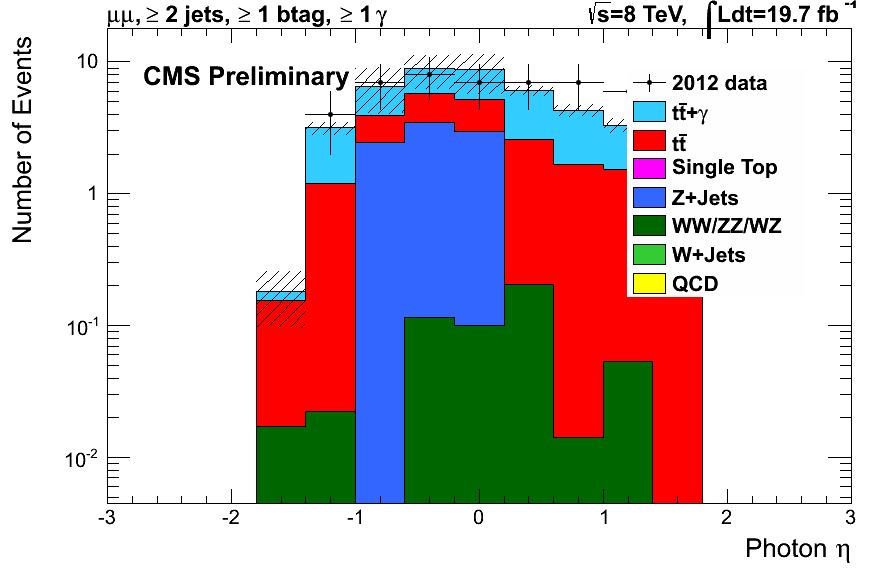 μμ, ≥ 2 jets, ≥ 1 btag, ≥ 1 γ
√s=8 TeV, ∫Ldt=19.7 fb⁻¹
CMS Preliminary
2012 data
tt̄+γ
tt̄
Single Top
Z+Jets
WW/ZZ/WZ
W+Jets
QCD
Number of Events
10
1
10⁻¹
10⁻²
-3 -2 -1 0 1 2 3
Photon η